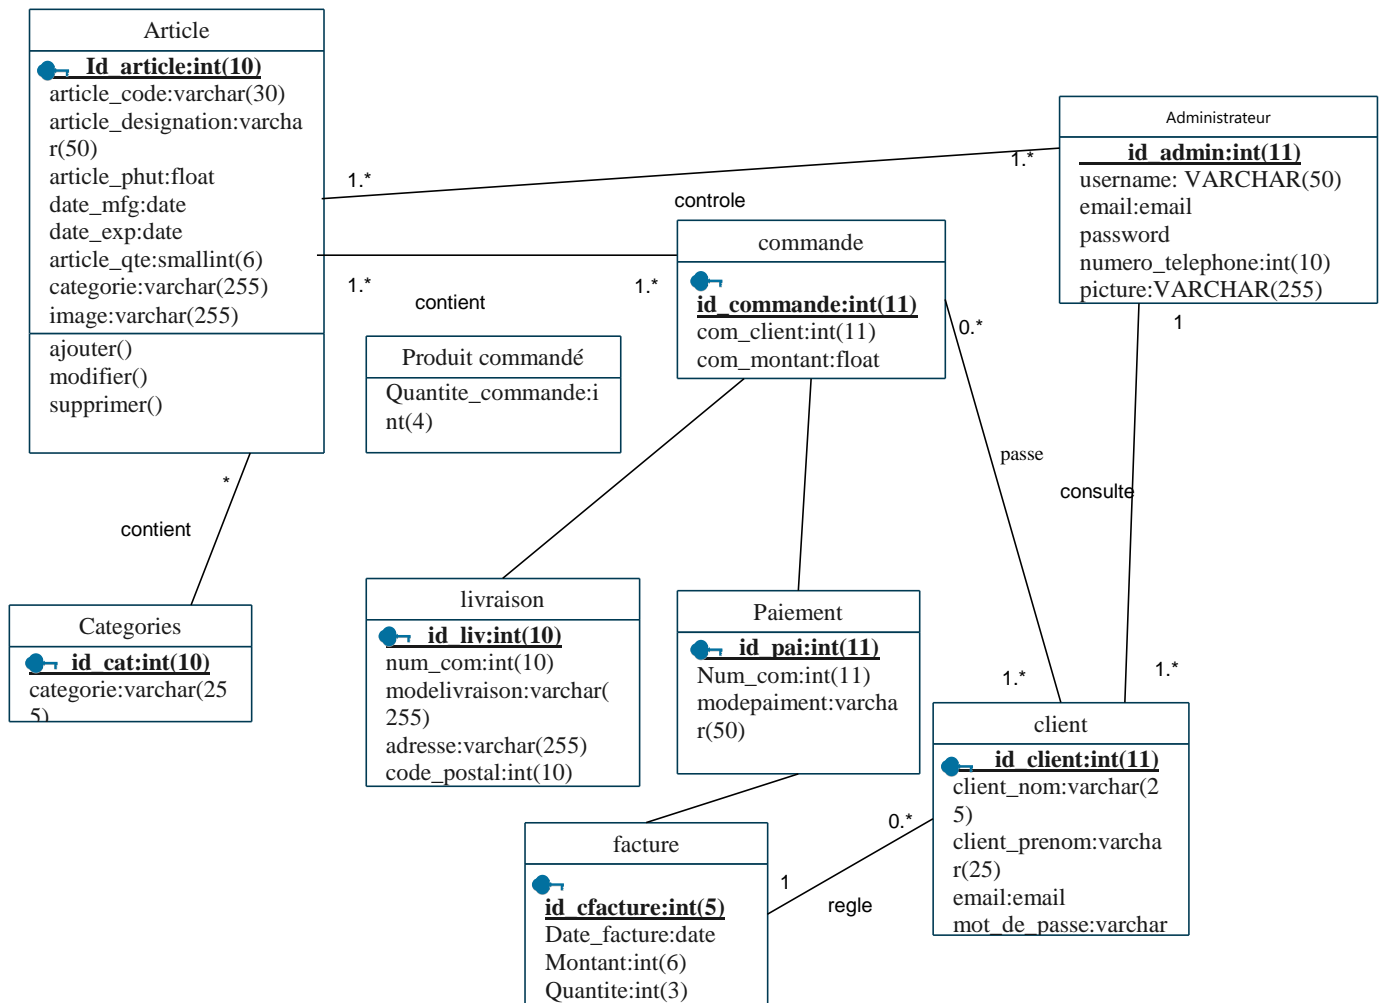 Article
Id_article:int(10)
article_code:varchar(30)
article_designation:varcha
r(50)
article_phut:float
date_mfg:date
date_exp:date
article_qte:smallint(6)
categorie:varchar(255)
image:varchar(255)
ajouter()
modifier()
supprimer()
Administrateur
id_admin:int(11)
username: VARCHAR(50)
email:email
password
numero_telephone:int(10)
picture:VARCHAR(255)
1.*
1.*
controle
commande
id_commande:int(11)
com_client:int(11)
com_montant:float
1.*
contient
1.*
Produit commandé
Quantite_commande:i
nt(4)
0.*
1
passe
consulte
*
contient
Categories
id_cat:int(10)
categorie:varchar(25
5)
livraison
id_liv:int(10)
num_com:int(10)
modelivraison:varchar(
255)
adresse:varchar(255)
code_postal:int(10)
Paiement
id_pai:int(11)
Num_com:int(11)
modepaiment:varcha
r(50)
1.*
1.*
client
id_client:int(11)
client_nom:varchar(2
5)
client_prenom:varcha
r(25)
email:email
mot_de_passe:varchar
0.*
1
regle
facture
id_cfacture:int(5)
Date_facture:date
Montant:int(6)
Quantite:int(3)